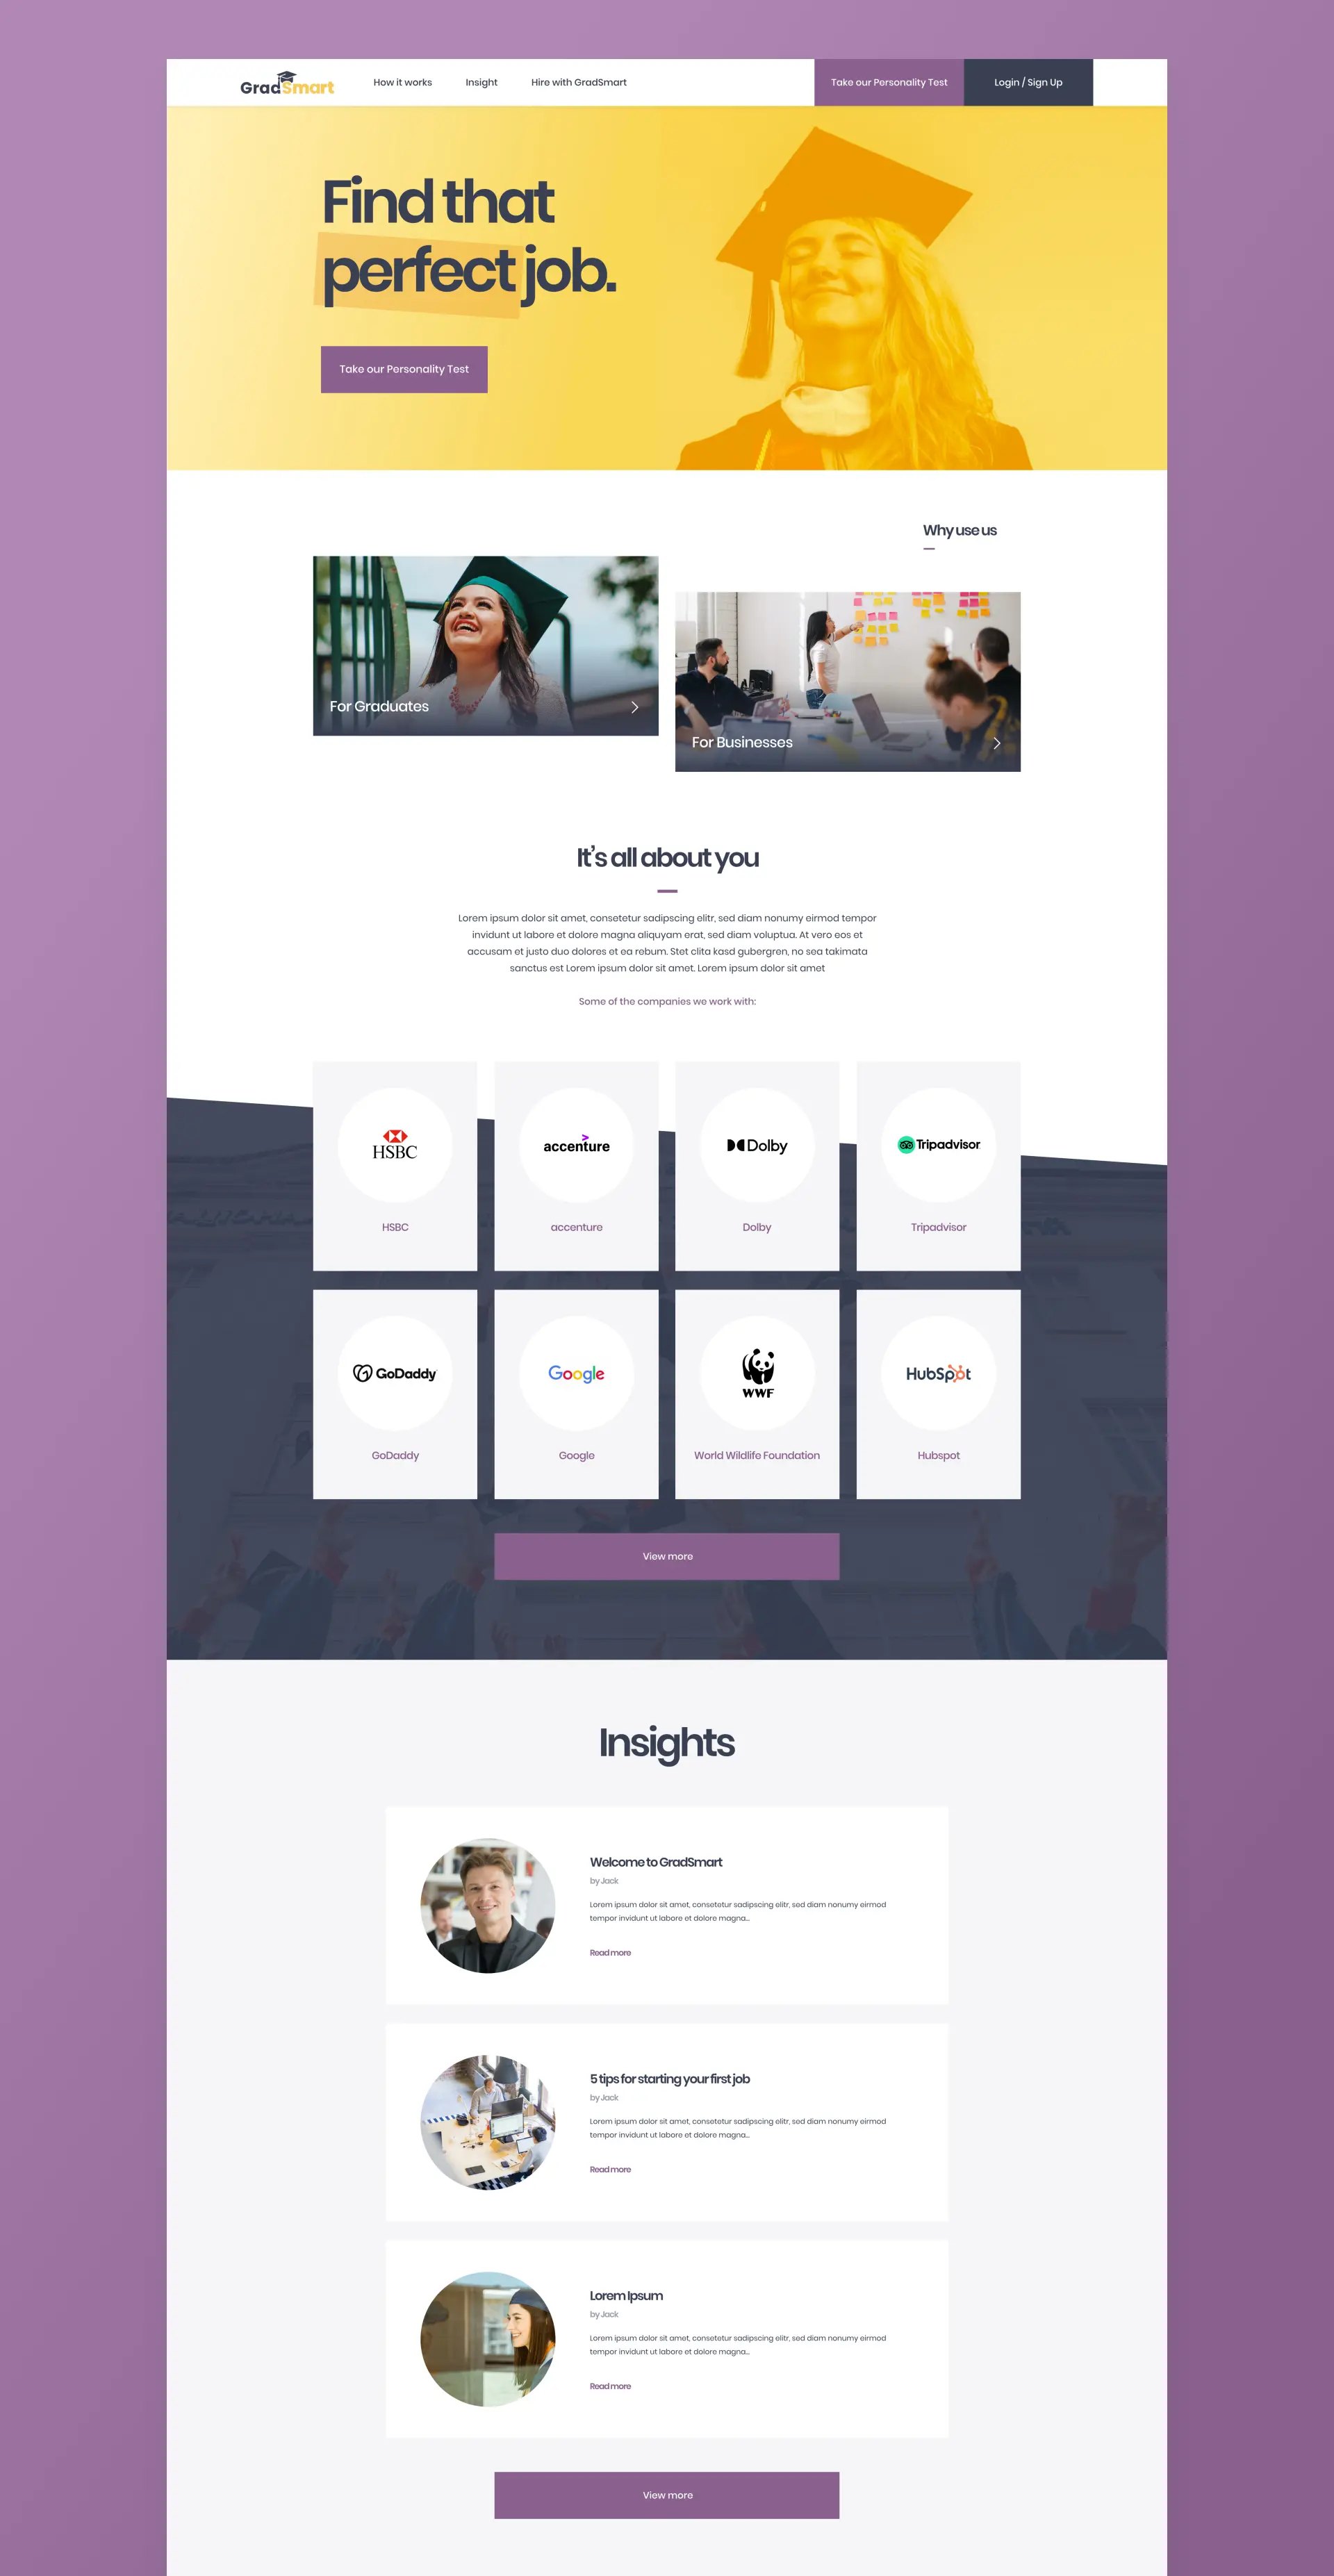 GradSmart
How it works
Insight
Hire with GradSmart
Take our Personality Test
Login / Sign Up
Find that
perfect job.
Take our Personality Test
Why use us
For Graduates
For Businesses
It's all about you
Lorem ipsum dolor sit amet, consetetur sadipscing elitr, sed diam nonumy eirmod tempor
invidunt ut labore et dolore magna aliquyam erat, sed diam voluptua. At vero eos et
accusam et justo duo dolores et ea rebum. Stet clita kasd gubergren, no sea takimata
sanctus est Lorem ipsum dolor sit amet. Lorem ipsum dolor sit amet
Some of the companies we work with:
HSBC
accenture
Dolby
Tripadvisor
HSBC
accenture
Dolby
Tripadvisor
GoDaddy
Google
WWF
HubSpot
GoDaddy
Google
World Wildlife Foundation
Hubspot
View more
Insights
Welcome to GradSmart
by Jack
Lorem ipsum dolor sit amet, consetetur sadipscing elitr, sed diam nonumy eirmod
tempor invidunt ut labore et dolore magna...
Read more
5 tips for starting your first job
by Jack
Lorem ipsum dolor sit amet, consetetur sadipscing elitr, sed diam nonumy eirmod
tempor invidunt ut labore et dolore magna...
Read more
Lorem Ipsum
by Jack
Lorem ipsum dolor sit amet, consetetur sadipscing elitr, sed diam nonumy eirmod
tempor invidunt ut labore et dolore magna...
Read more
View more